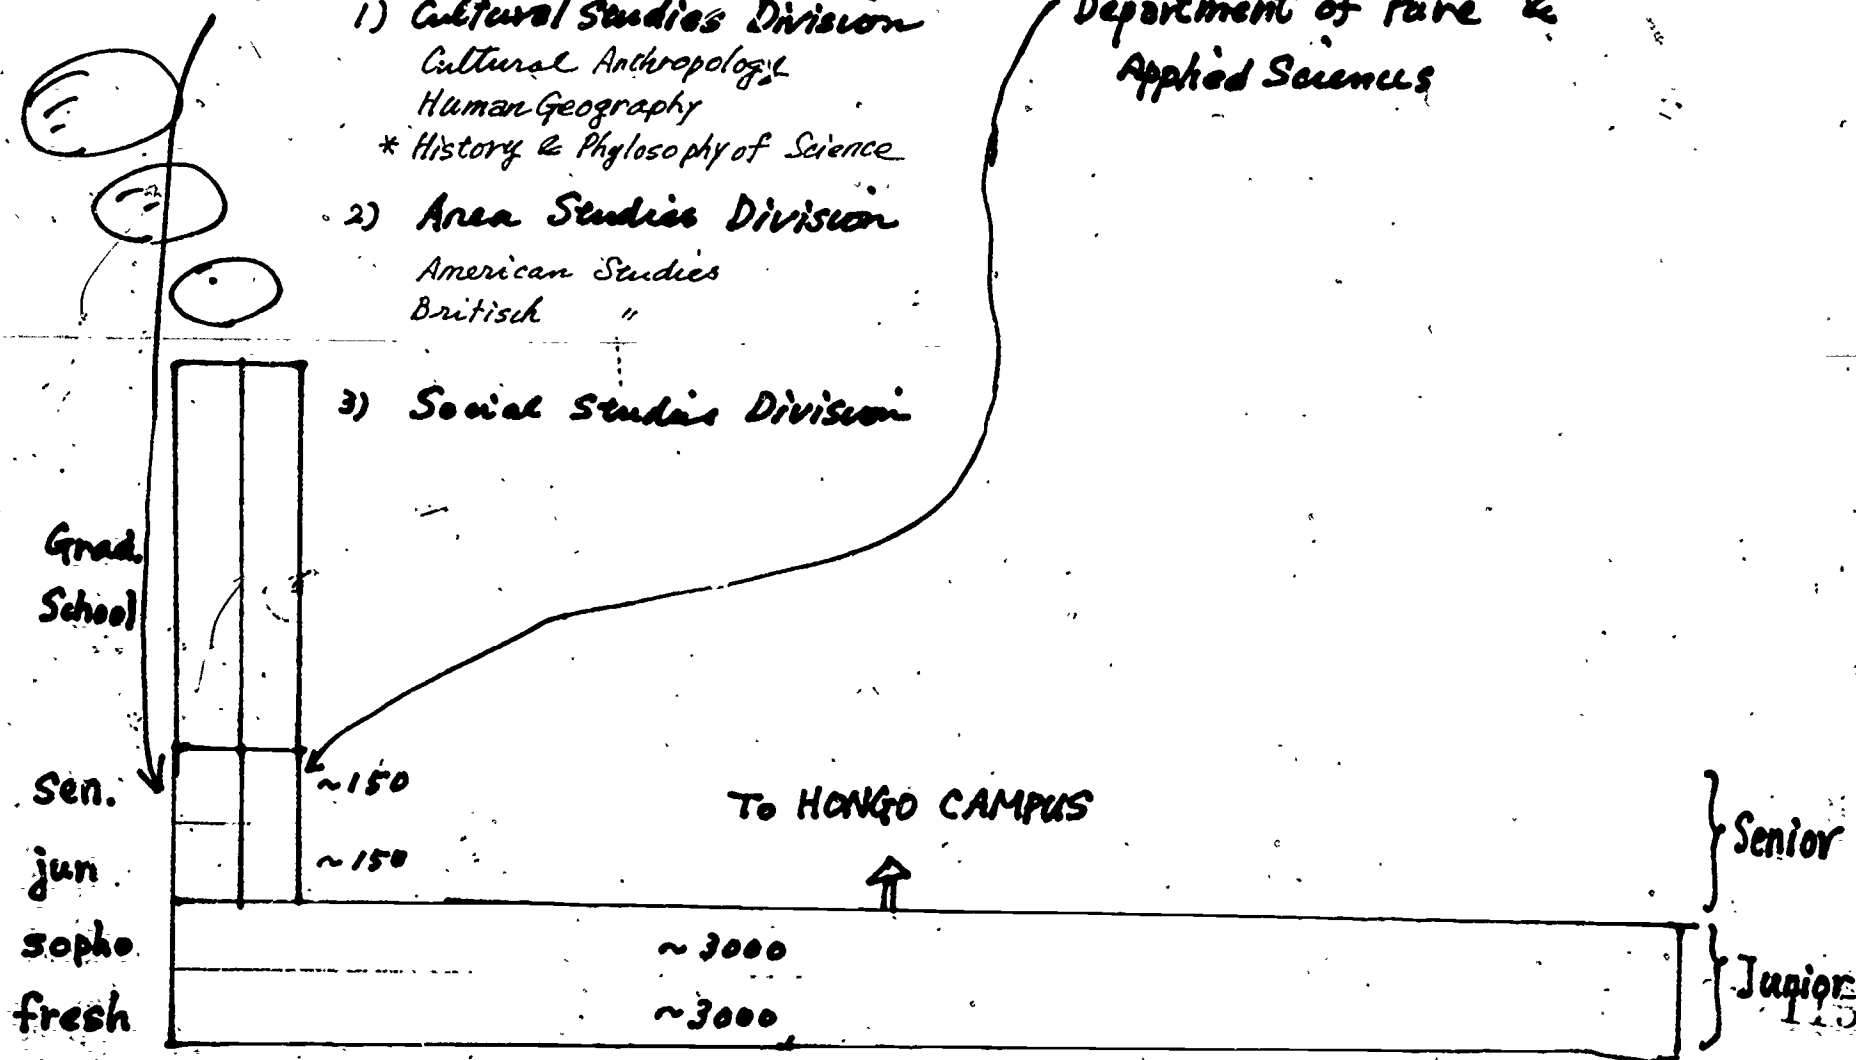 1) Cultural Studies Division
Cultural Anthropology
Human Geography
* History & Phylosophy of Science
2) Area Studies Division
American Studies
Britisch "
3) Social Studies Division
Department of Pure &
Applied Sciences
Grad.
School
Sen.
~150
jun
~150
To HONGO CAMPUS
Senior
sopho
~3000
fresh
~3000
Junior
115